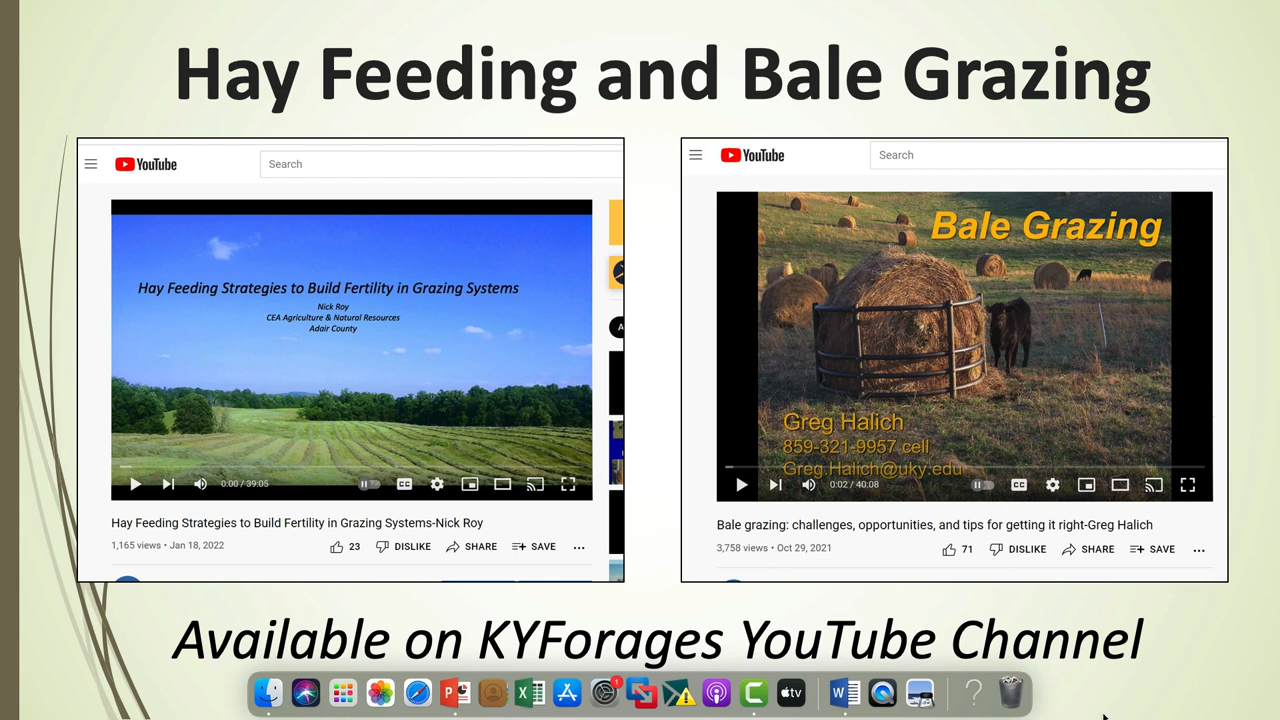 Hay Feeding and Bale Grazing
YouTube
Search
Hay Feeding Strategies to Build Fertility in Grazing Systems
Nick Roy
CEA Agriculture & Natural Resources
Adair County
0:00 / 39:05
CC
Hay Feeding Strategies to Build Fertility in Grazing Systems-Nick Roy
1,165 views • Jan 18, 2022
23
DISLIKE
SHARE
SAVE
A
YouTube
Search
Bale Grazing
Greg Halich
859-321-9957 cell
Greg.Halich@uky.edu
0:02 / 40:08
CC
Bale grazing: challenges, opportunities, and tips for getting it right-Greg Halich
3,758 views • Oct 29, 2021
71
DISLIKE
SHARE
SAVE
Available on KYForages YouTube Channel
P
X
1
C
tv
W
?